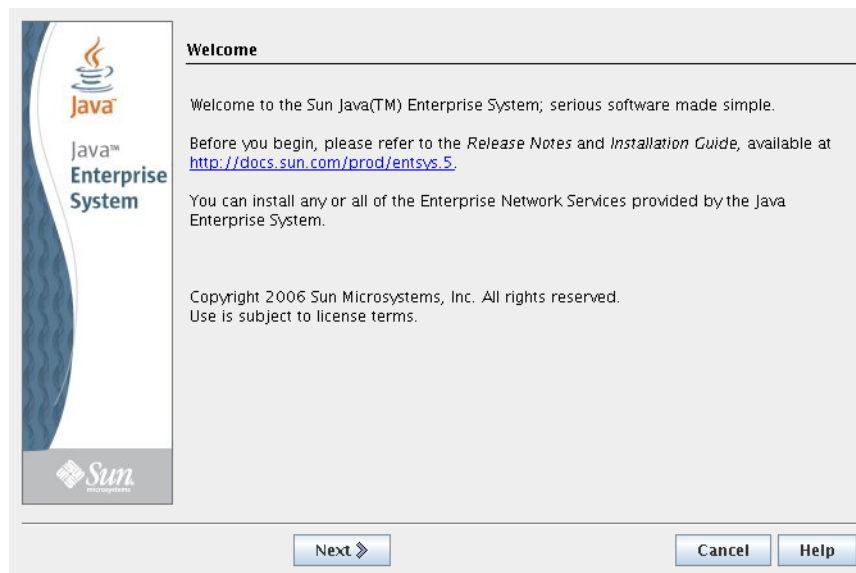 Java™
Java™
Enterprise
System
Sun
microsystems
Welcome
Welcome to the Sun Java(TM) Enterprise System; serious software made simple.
Before you begin, please refer to the Release Notes and Installation Guide, available at
http://docs.sun.com/prod/entsys.5.
You can install any or all of the Enterprise Network Services provided by the Java
Enterprise System.
Copyright 2006 Sun Microsystems, Inc. All rights reserved.
Use is subject to license terms.
Next
Cancel
Help